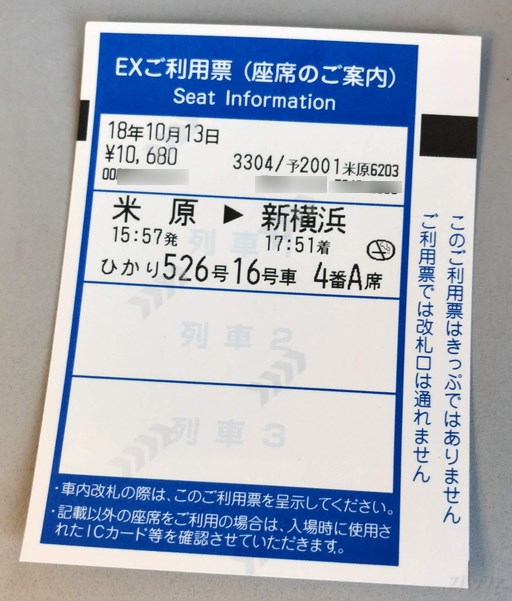 EXご利用票（座席のご案内）
Seat Information
18年10月13日
¥10,680
3304/予2001米原6203
米原 ▶ 新横浜
15:57発 17:51着
ひかり526号16号車 4番A席
列車1
列車2
列車3
・車内改札の際は、このご利用票を呈示してください。
・記載以外の座席をご利用の場合は、入場時に使用さ
れたICカード等を確認させていただきます。
このご利用票はきっぷではありません
ご利用票では改札口は通れません